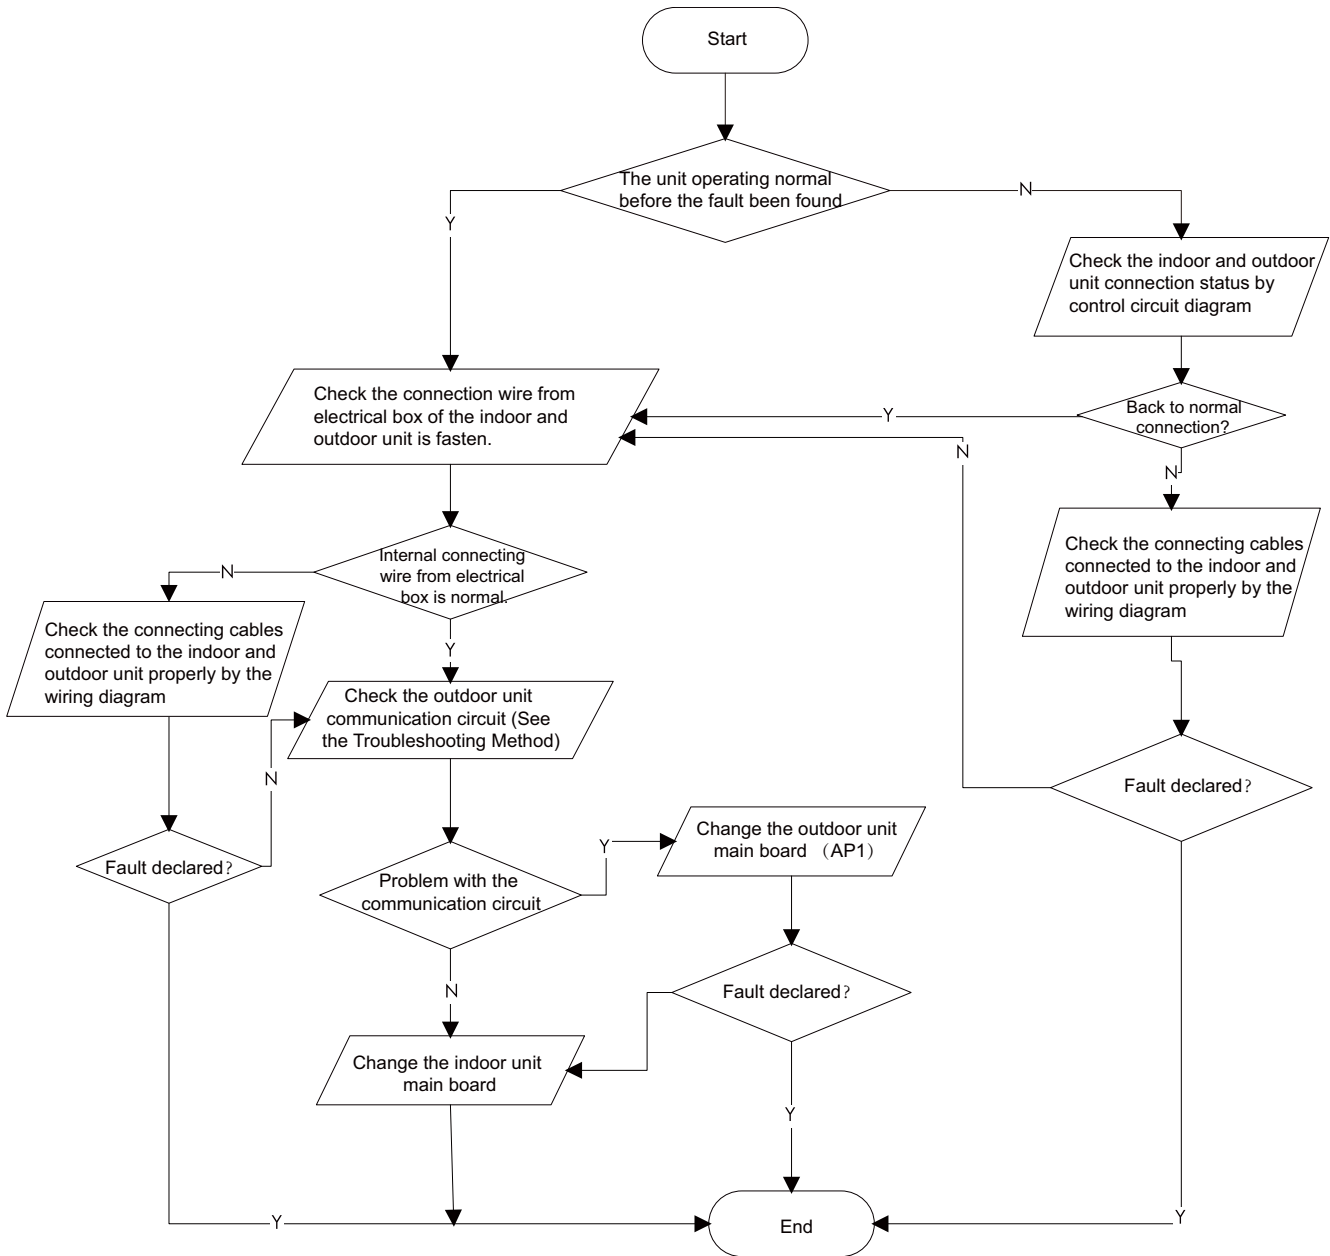 Start
The unit operating normal
before the fault been found
N
Y
Check the indoor and outdoor
unit connection status by
control circuit diagram
Check the connection wire from
electrical box of the indoor and
outdoor unit is fasten.
Y
Back to normal
connection?
N
N
Internal connecting
wire from electrical
box is normal.
N
Check the connecting cables
connected to the indoor and
outdoor unit properly by the
wiring diagram
Check the connecting cables
connected to the indoor and
outdoor unit properly by the
wiring diagram
Y
Check the outdoor unit
communication circuit (See
the Troubleshooting Method)
N
Fault declared?
Change the outdoor unit
main board （AP1）
Y
Fault declared?
Problem with the
communication circuit
N
Fault declared?
Change the indoor unit
main board
Y
Y
Y
End